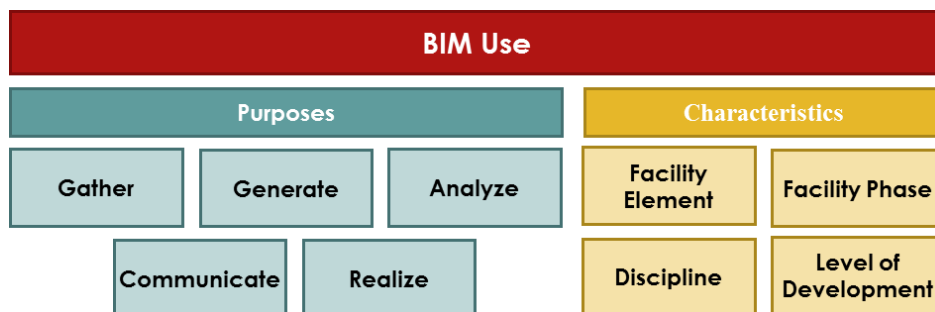 BIM Use
Purposes
Characteristics
Gather
Generate
Analyze
Facility
Element
Facility Phase
Communicate
Realize
Discipline
Level of
Development